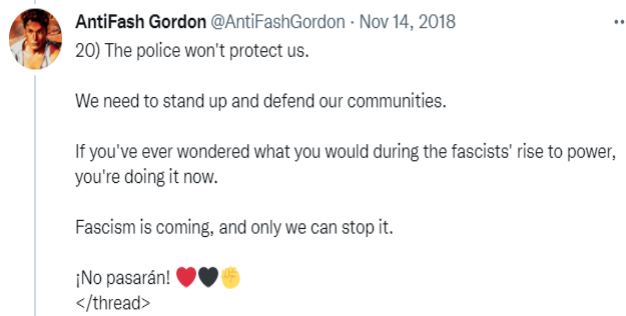 AntiFash Gordon @AntiFashGordon · Nov 14, 2018
20) The police won't protect us.
We need to stand up and defend our communities.
If you've ever wondered what you would during the fascists' rise to power,
you're doing it now.
Fascism is coming, and only we can stop it.
¡No pasarán! ❤️🖤✊
</thread>